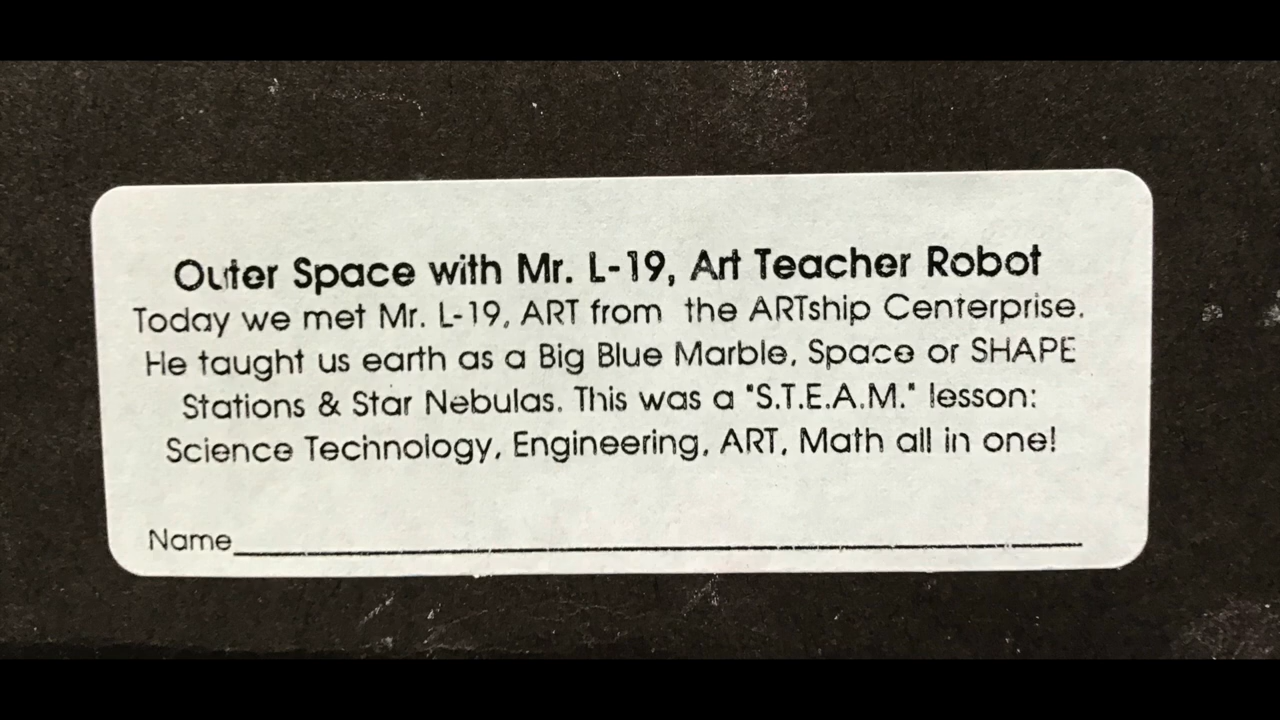 Outer Space with Mr. L-19, Art Teacher Robot
Today we met Mr. L-19, ART from the ARTship Centerprise.
He taught us earth as a Big Blue Marble, Space or SHAPE
Stations & Star Nebulas. This was a "S.T.E.A.M." lesson:
Science Technology, Engineering, ART, Math all in one!
Name